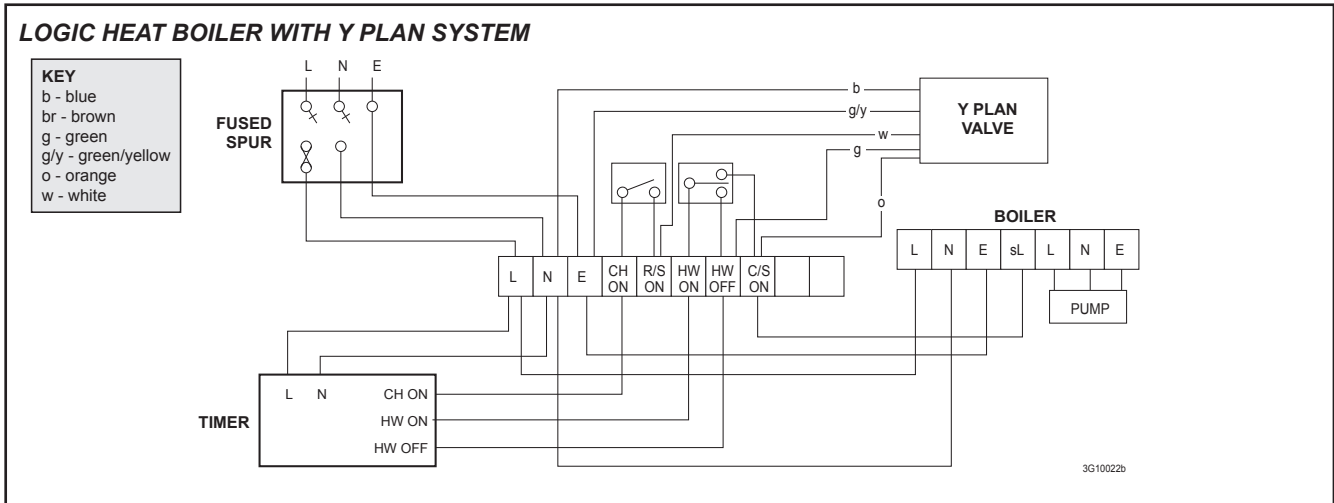 LOGIC HEAT BOILER WITH Y PLAN SYSTEM
KEY
b - blue
br - brown
g - green
g/y - green/yellow
o - orange
w - white
L N E
FUSED
SPUR
b
g/y
w
g
o
Y PLAN
VALVE
BOILER
L N E sL L N E
PUMP
L N E CH ON R/S ON HW ON HW OFF C/S ON
TIMER
L N CH ON
HW ON
HW OFF
3G10022b